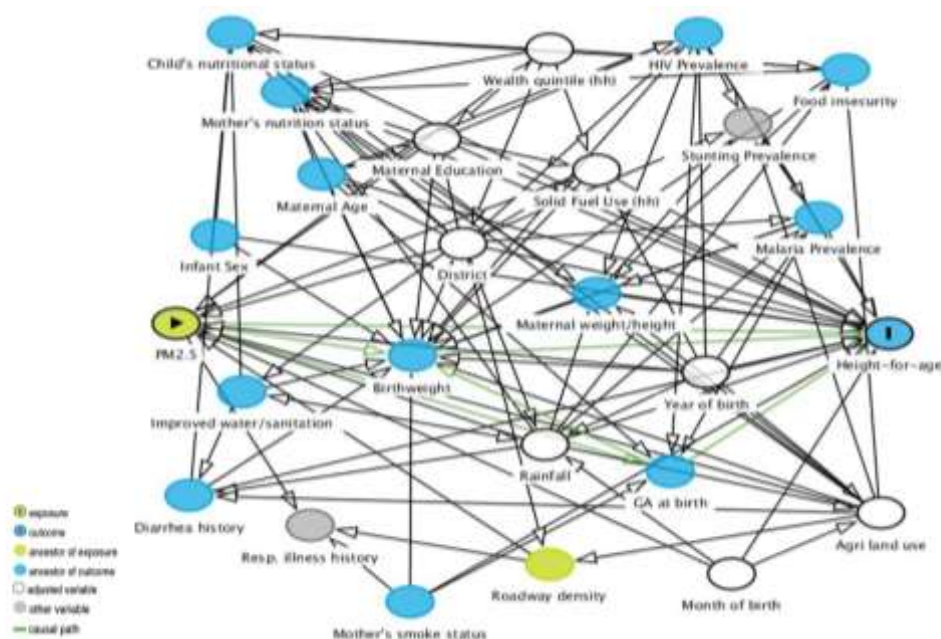 Child's nutritional status
Wealth quintile (hh)
HIV Prevalence
Food insecurity
Mother's nutrition status
Maternal Education
Stunting Prevalence
Maternal Age
Solid Fuel Use (hh)
Infant Sex
District
Malaria Prevalence
PM2.5
Maternal weight/height
Birthweight
Height-for-age
Improved water/sanitation
Year of birth
Rainfall
GA at birth
Diarrhea history
Resp. illness history
Agri land use
Roadway density
Month of birth
Mother's smoke status
exposure
outcome
ancestor of exposure
ancestor of outcome
adjusted variable
other variable
causal path